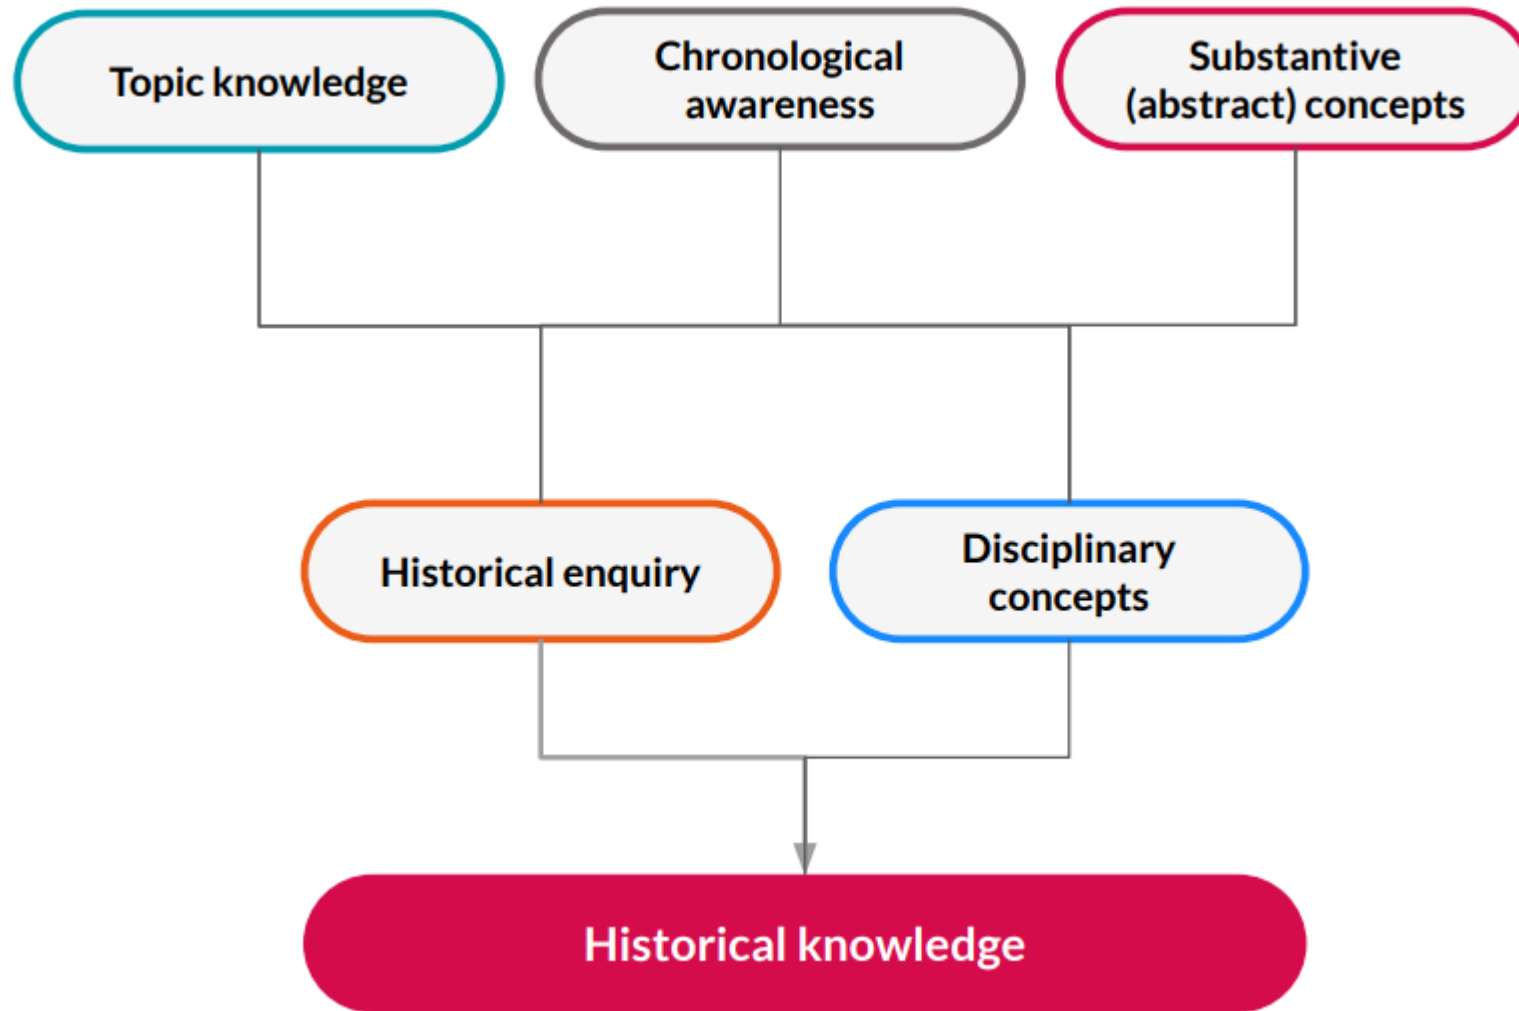 Topic knowledge
Chronological
awareness
Substantive
(abstract) concepts
Historical enquiry
Disciplinary
concepts
Historical knowledge